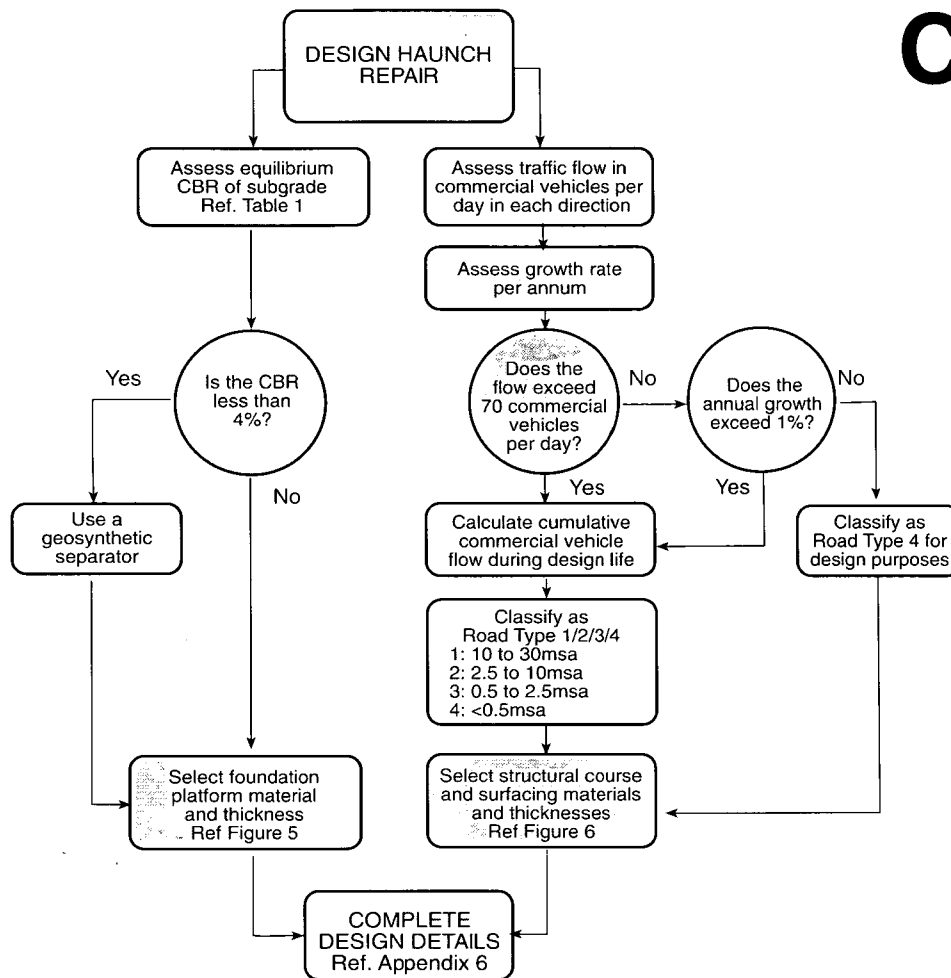 C
DESIGN HAUNCH
REPAIR
Assess equilibrium
CBR of subgrade
Ref. Table 1
Assess traffic flow in
commercial vehicles per
day in each direction
Assess growth rate
per annum
Yes
Is the CBR
less than
4%?
No
Does the
flow exceed
70 commercial
vehicles
per day?
No
Yes
Does the
annual growth
exceed 1%?
No
Yes
Use a
geosynthetic
separator
Calculate cumulative
commercial vehicle
flow during design life
Classify as
Road Type 4 for
design purposes
Classify as
Road Type 1/2/3/4
1: 10 to 30msa
2: 2.5 to 10msa
3: 0.5 to 2.5msa
4: <0.5msa
Select foundation
platform material
and thickness
Ref Figure 5
Select structural course
and surfacing materials
and thicknesses
Ref Figure 6
COMPLETE
DESIGN DETAILS
Ref. Appendix 6